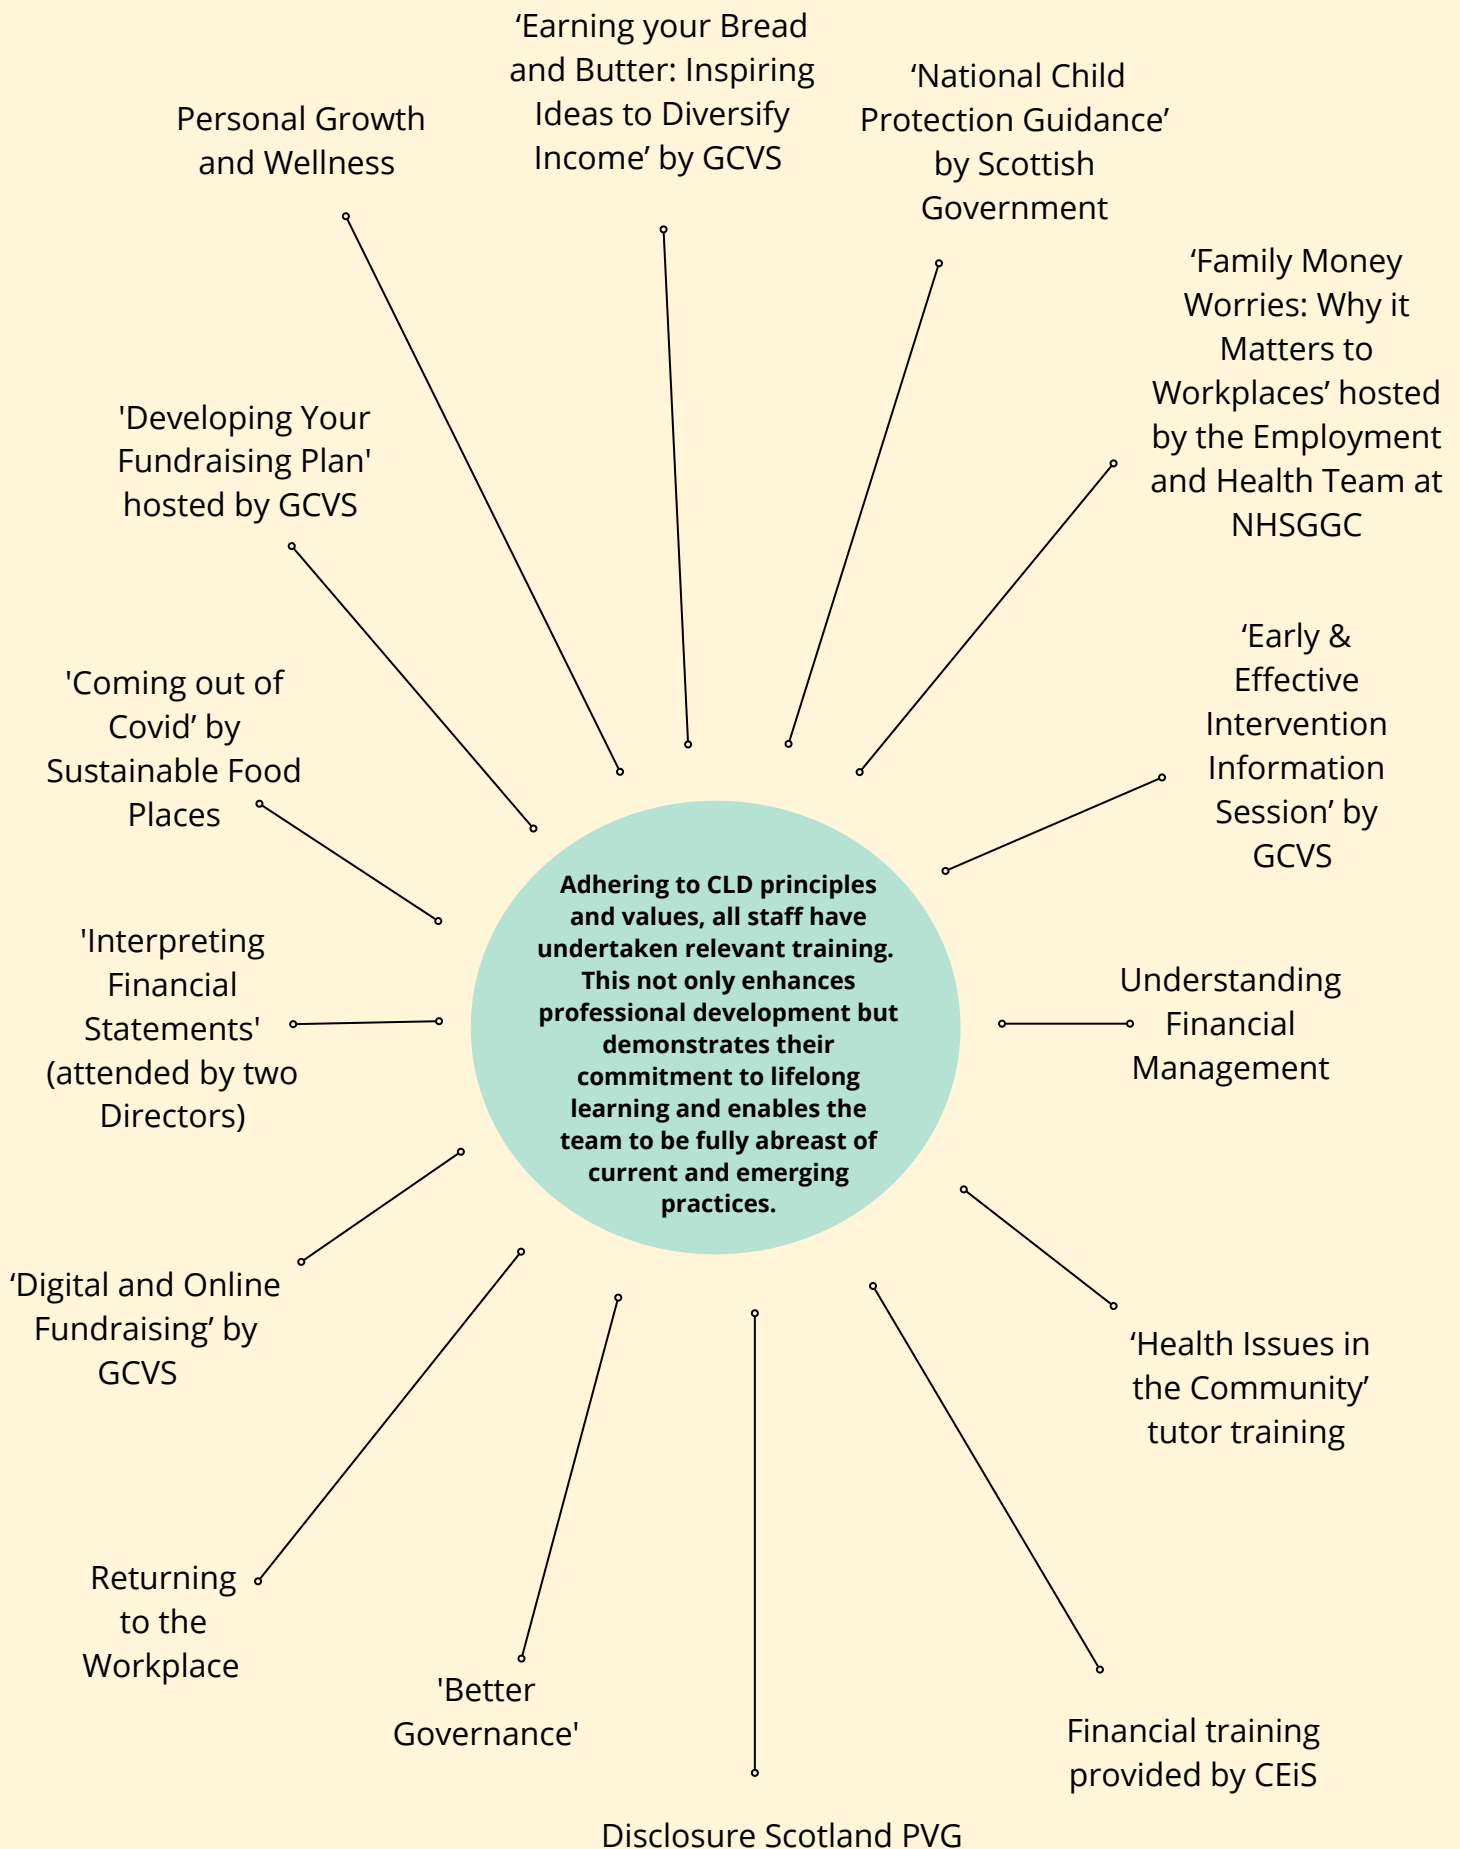 ‘Earning your Bread
and Butter: Inspiring
Ideas to Diversify
Income’ by GCVS
‘National Child
Protection Guidance’
by Scottish
Government
Personal Growth
and Wellness
‘Family Money
Worries: Why it
Matters to
Workplaces’ hosted
by the Employment
and Health Team at
NHSGGC
'Developing Your
Fundraising Plan'
hosted by GCVS
‘Early &
Effective
Intervention
Information
Session’ by
GCVS
'Coming out of
Covid’ by
Sustainable Food
Places
Adhering to CLD principles
and values, all staff have
undertaken relevant training.
This not only enhances
professional development but
demonstrates their
commitment to lifelong
learning and enables the
team to be fully abreast of
current and emerging
practices.
'Interpreting
Financial
Statements'
(attended by two
Directors)
Understanding
Financial
Management
‘Digital and Online
Fundraising’ by
GCVS
‘Health Issues in
the Community’
tutor training
Returning
to the
Workplace
'Better
Governance'
Financial training
provided by CEiS
Disclosure Scotland PVG